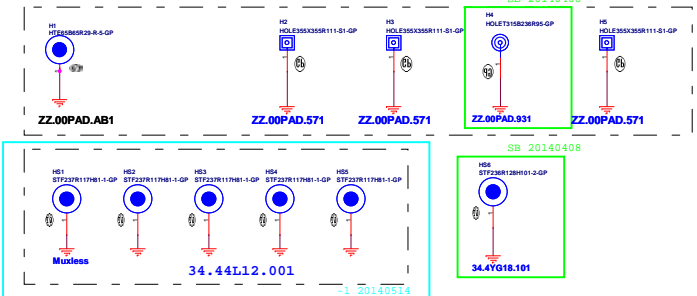 SB 20140408
H1
HTE65B65R29-R-5-GP
ZZ.00PAD.AB1
H2
HOLE355X355R111-S1-GP
ZZ.00PAD.571
H3
HOLE355X355R111-S1-GP
ZZ.00PAD.571
H4
HOLET315B236R95-GP
ZZ.00PAD.931
H5
HOLE355X355R111-S1-GP
ZZ.00PAD.571
HS1
STF237R117H81-1-GP
Muxless
HS2
STF237R117H81-1-GP
HS3
STF237R117H81-1-GP
HS4
STF237R117H81-1-GP
HS5
STF237R117H81-1-GP
34.44L12.001
-1 20140514
SB 20140408
HS6
STF236R128H101-2-GP
34.4YG18.101